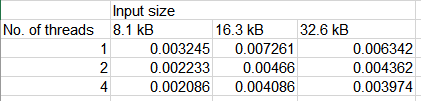 Input size
No. of threads 8.1 kB 16.3 kB 32.6 kB
1 0.003245 0.007261 0.006342
2 0.002233 0.00466 0.004362
4 0.002086 0.004086 0.003974